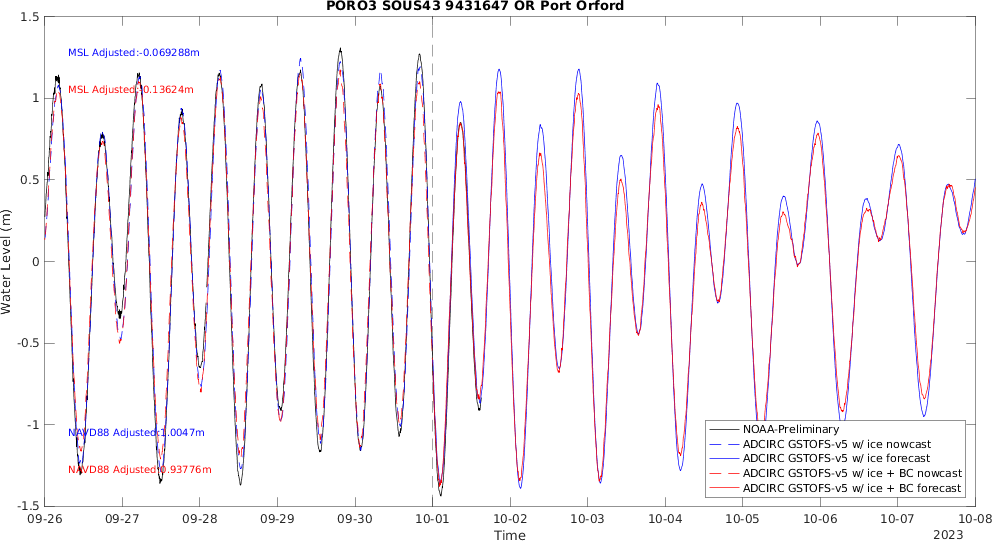 PORO3 SOUS43 9431647 OR Port Orford
1.5
1
0.5
0
-0.5
-1
-1.5
Water Level (m)
MSL Adjusted:-0.069288m
MSL Adjusted:-0.13624m
NAVD88 Adjusted:1.0047m
NAVD88 Adjusted:0.93776m
NOAA-Preliminary
ADCIRC GSTOFS-v5 w/ ice nowcast
ADCIRC GSTOFS-v5 w/ ice forecast
ADCIRC GSTOFS-v5 w/ ice + BC nowcast
ADCIRC GSTOFS-v5 w/ ice + BC forecast
09-26 09-27 09-28 09-29 09-30 10-01 10-02 10-03 10-04 10-05 10-06 10-07 10-08
Time
2023